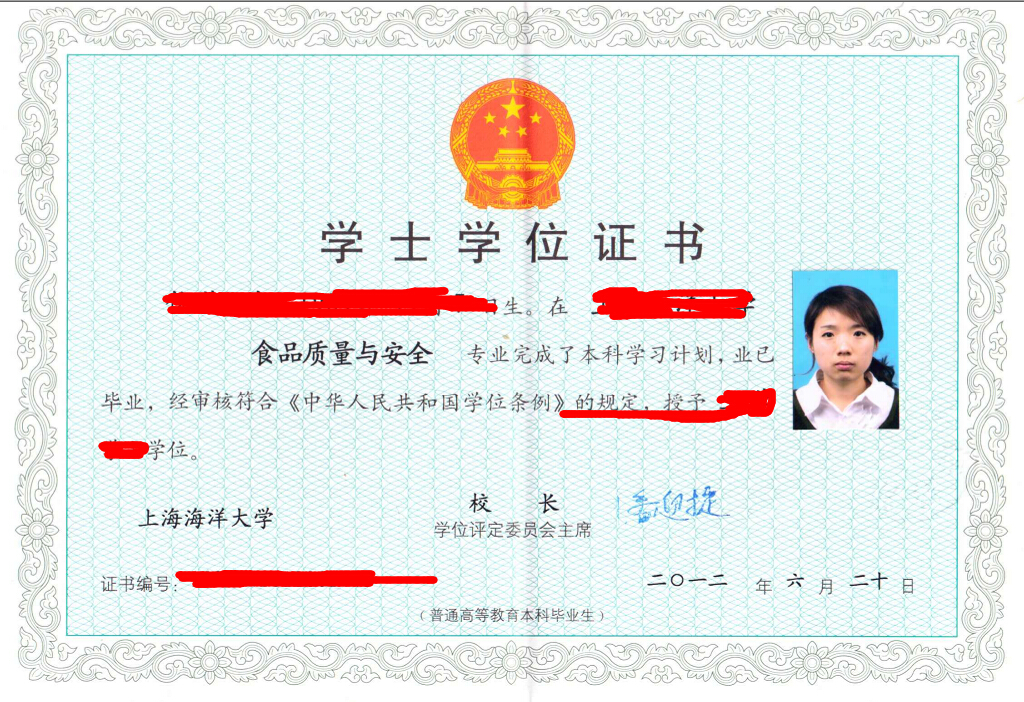 学士学位证书
生。在
食品质量与安全 专业完成了本科学习计划，业已
毕业，经审核符合《中华人民共和国学位条例》的规定，授予
学位。
校 长
上海海洋大学
学位评定委员会主席
证书编号：
二〇一二 年 六 月 二十 日
（普通高等教育本科毕业生）